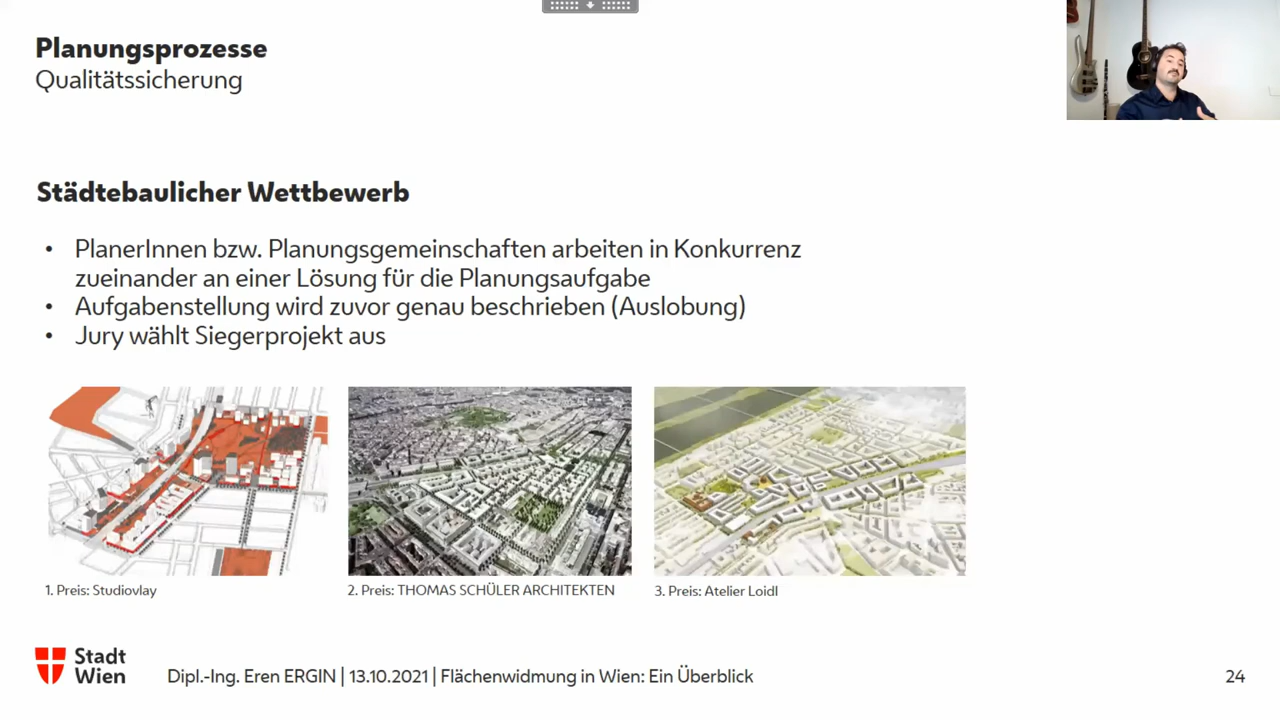 Planungsprozesse
Qualitätssicherung
Städtebaulicher Wettbewerb
• PlanerInnen bzw. Planungsgemeinschaften arbeiten in Konkurrenz
zueinander an einer Lösung für die Planungsaufgabe
• Aufgabenstellung wird zuvor genau beschrieben (Auslobung)
• Jury wählt Siegerprojekt aus
1. Preis: Studiovlay
2. Preis: THOMAS SCHÜLER ARCHITEKTEN
3. Preis: Atelier Loidl
Stadt
Wien
Dipl.-Ing. Eren ERGIN | 13.10.2021 | Flächenwidmung in Wien: Ein Überblick
24